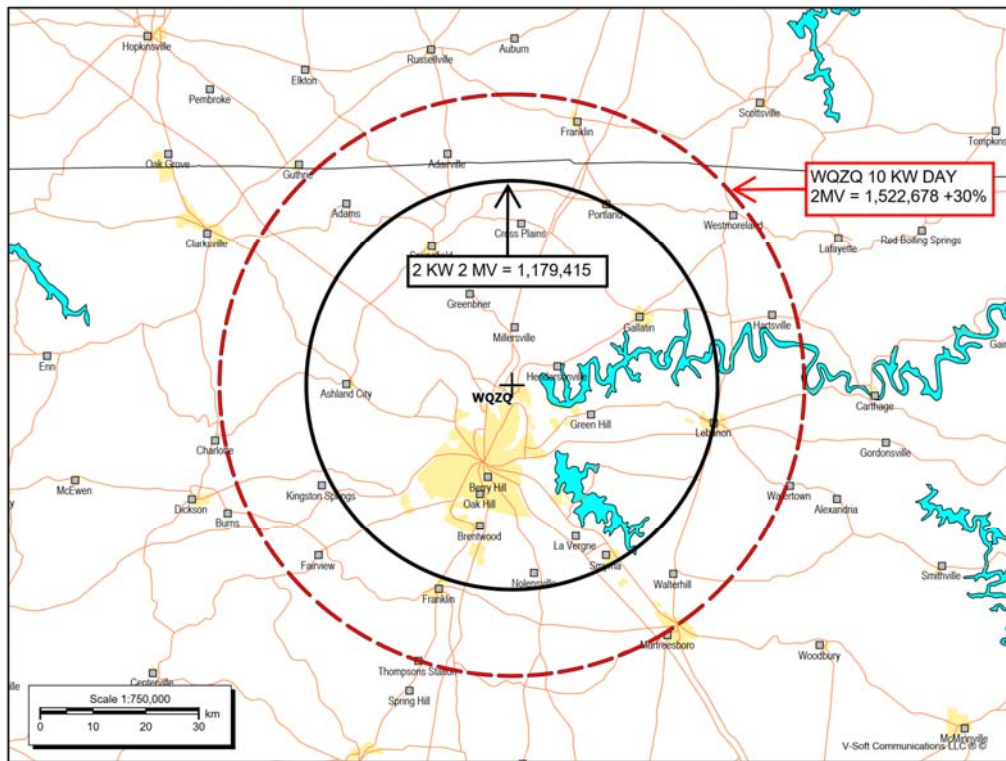 Hopkinsville
Auburn
Russellville
Elkton
Pembroke
Scottsville
Franklin
Tompkins
Oak Grove
Adairville
Guthrie
WQZQ 10 KW DAY
2MV = 1,522,678 +30%
Adams
Portland
Westmoreland
Cross Plains
Clarksville
Lafayette
Red Boiling Springs
2 KW 2 MV = 1,179,415
Greenbner
Gallatin
Hartsville
Millersville
Erin
Hendersonville
Ashland City
WQZQ
Carthage
Green Hill
Lebanon
Charlotte
Gordonsville
McEwen
Berry Hill
Kingston Springs
Watertown
Oak Hill
Dickson
Alexandria
Burns
Brentwood
La Vergne
Fairview
Smyrna
Nolensville
Walterhill
Smithville
Franklin
Murfreesboro
Woodbury
Thompsons Station
Centerville
Spring Hill
Scale 1:750,000
km
0 10 20 30
McMinnville
V-Soft Communications LLC ® ©